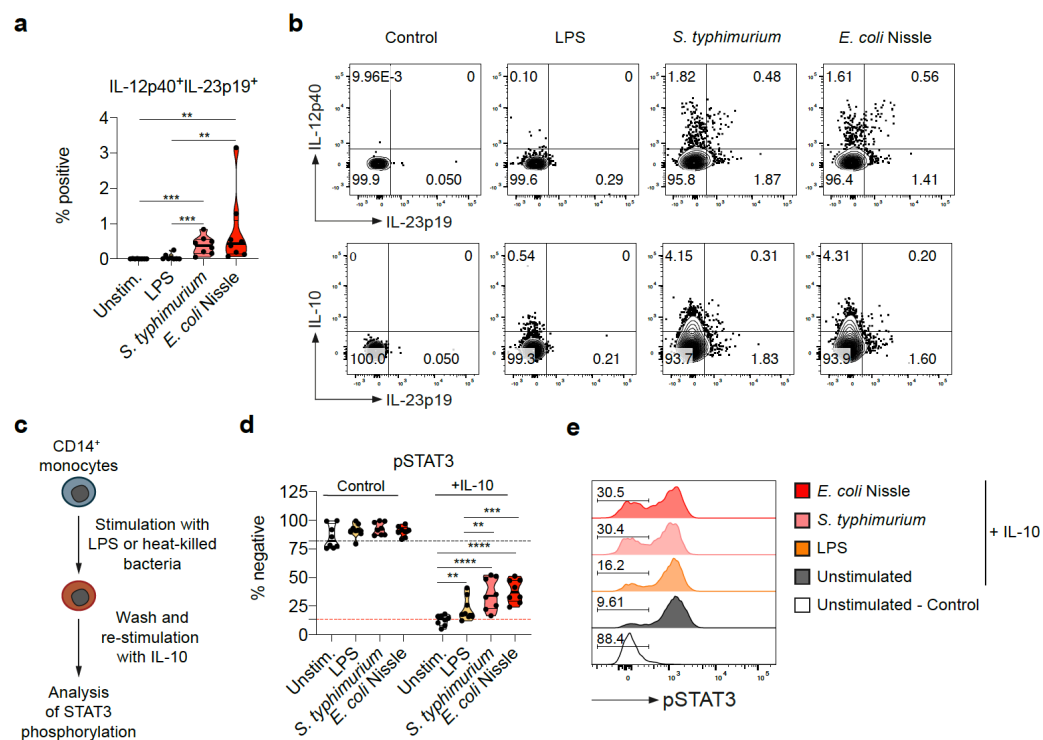 a
IL-12p40⁺IL-23p19⁺
**
**
***
***
4
3
2
1
0
% positive
Unstim.
LPS
S. typhimurium
E. coli Nissle
b
Control
LPS
S. typhimurium
E. coli Nissle
IL-12p40
9.96E-3 0
99.9 0.050
0.10 0
99.6 0.29
1.82 0.48
95.8 1.87
1.61 0.56
96.4 1.41
IL-23p19
IL-10
0 0
100.0 0.050
0.54 0
99.3 0.21
4.15 0.31
93.7 1.83
4.31 0.20
93.9 1.60
IL-23p19
c
CD14⁺
monocytes
Stimulation with
LPS or heat-killed
bacteria
Wash and
re-stimulation
with IL-10
Analysis
of STAT3
phosphorylation
d
pSTAT3
Control
+IL-10
***
**
****
****
**
125
100
75
50
25
0
% negative
Unstim.
LPS
S. typhimurium
E. coli Nissle
Unstim.
LPS
S. typhimurium
E. coli Nissle
e
30.5
30.4
16.2
9.61
88.4
0 10³ 10⁴ 10⁵
pSTAT3
E. coli Nissle
S. typhimurium
LPS
Unstimulated
Unstimulated - Control
+ IL-10